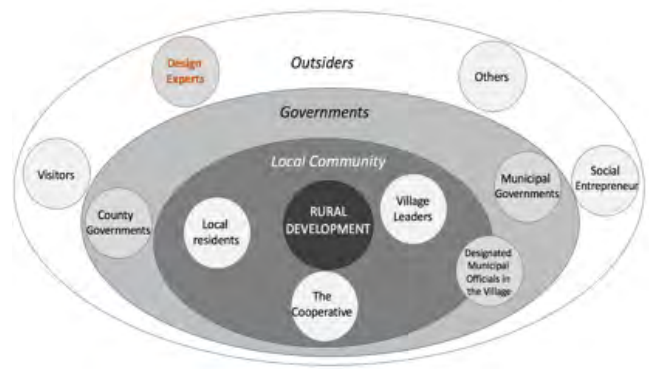 Design
Experts
Outsiders
Others
Governments
Visitors
Local Community
Municipal
Governments
Social
Entrepreneur
County
Governments
Local
residents
RURAL
DEVELOPMENT
Village
Leaders
Designated
Municipal
Officials in
the Village
The
Cooperative